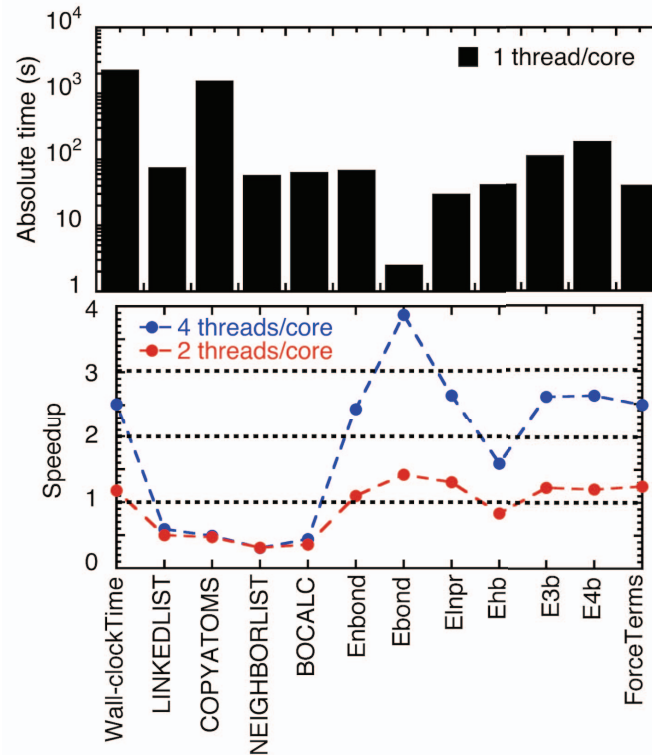 10^4
10^3
10^2
10
1
Absolute time (s)
1 thread/core
4
3
2
1
0
Speedup
4 threads/core
2 threads/core
Wall-clockTime
LINKEDLIST
COPYATOMS
NEIGHBORLIST
BOCALC
Enbond
Ebond
Elnpr
Ehb
E3b
E4b
ForceTerms